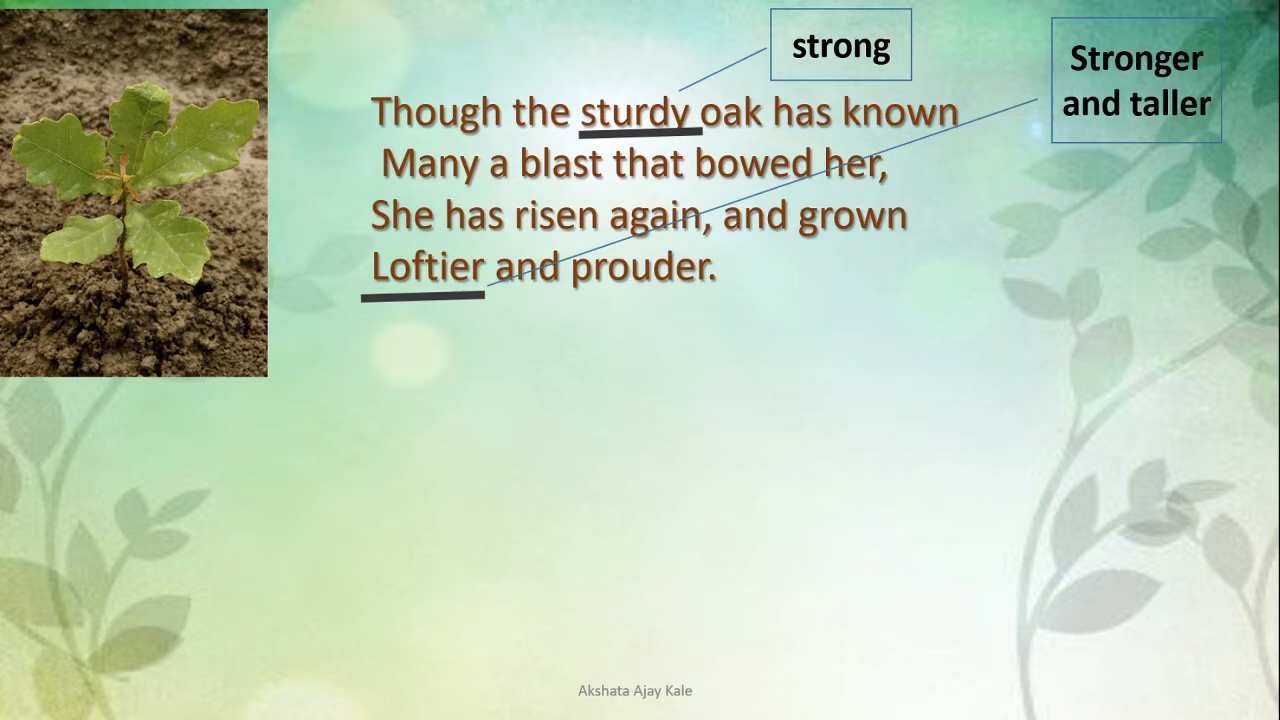 strong
Stronger
and taller
Though the sturdy oak has known
Many a blast that bowed her,
She has risen again, and grown
Loftier and prouder.
Akshata Ajay Kale